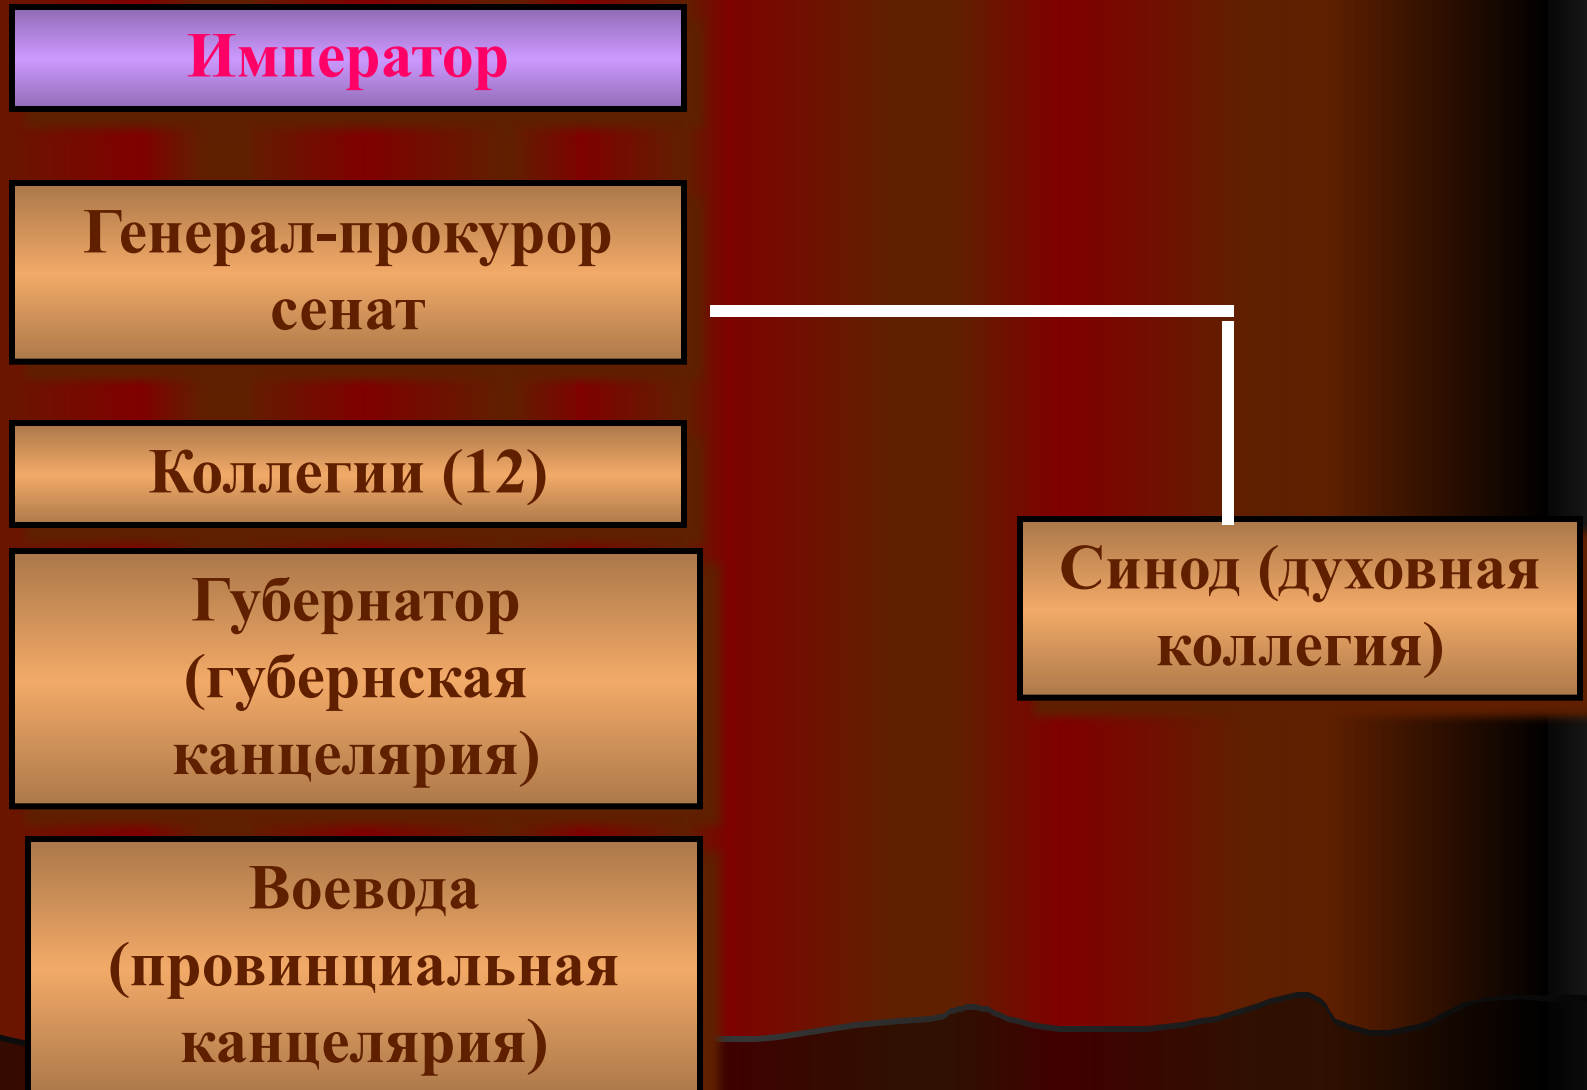 Император
Генерал-прокурор
сенат
Коллегии (12)
Губернатор
(губернская
канцелярия)
Воевода
(провинциальная
канцелярия)
Синод (духовная
коллегия)